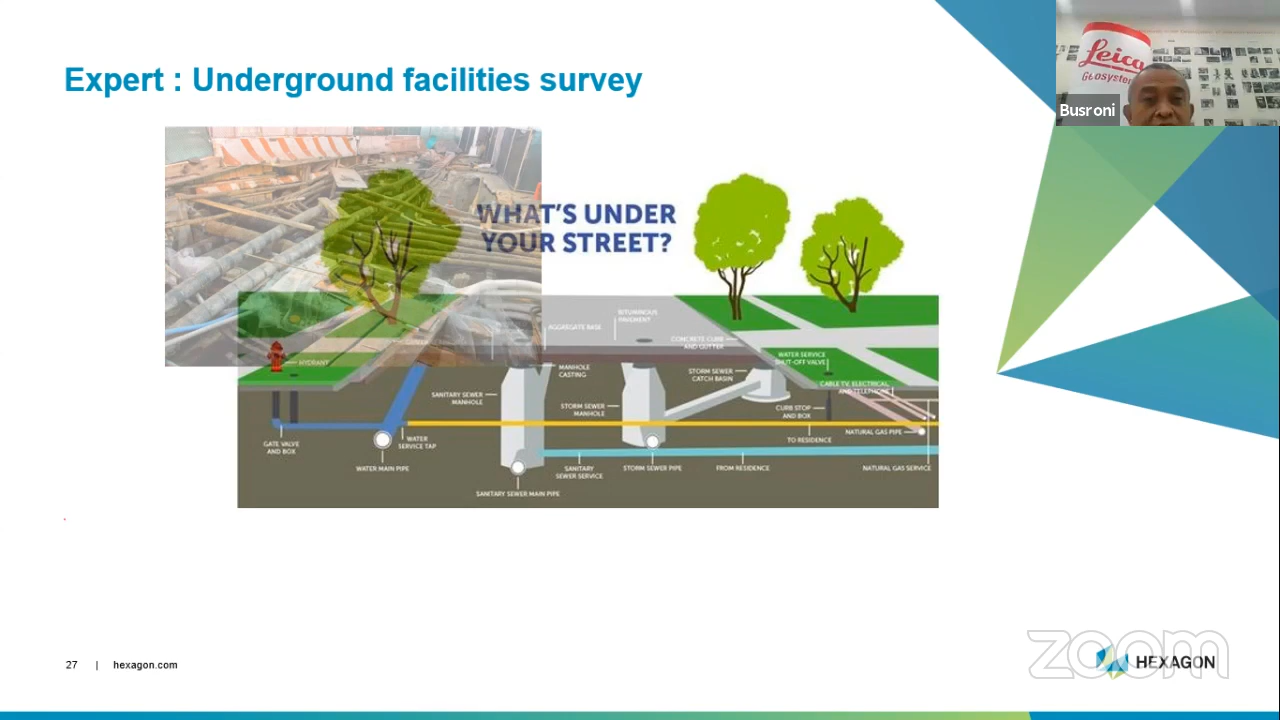 Expert : Underground facilities survey
Leica
Geosystems
Busroni
WHAT'S UNDER
YOUR STREET?
BITUMINOUS
PAVEMENT
AGGREGATE BASE
CONCRETE CURB
AND GUTTER
HYDRANT
MANHOLE
CASTING
STORM SEWER
CATCH BASIN
WATER SERVICE
SHUT-OFF VALVE
CABLE TV, ELECTRICAL
AND TELEPHONE
SANITARY SEWER
MANHOLE
STORM SEWER
MANHOLE
CURB STOP
AND BOX
NATURAL GAS PIPE
GATE VALVE
AND BOX
WATER
SERVICE TAP
TO RESIDENCE
WATER MAIN PIPE
SANITARY
SEWER SERVICE
STORM SEWER PIPE
FROM RESIDENCE
NATURAL GAS SERVICE
SANITARY SEWER MAIN PIPE
27 | hexagon.com
zoom
HEXAGON